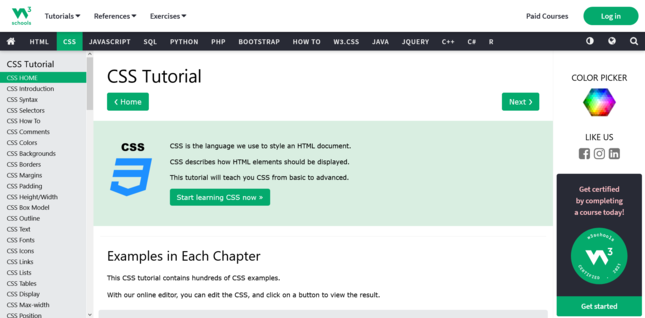 w3
schools
Tutorials
References
Exercises
Paid Courses
Log in
HTML
CSS
JAVASCRIPT
SQL
PYTHON
PHP
BOOTSTRAP
HOW TO
W3.CSS
JAVA
JQUERY
C++
C#
R
CSS Tutorial
CSS HOME
CSS Introduction
CSS Syntax
CSS Selectors
CSS How To
CSS Comments
CSS Colors
CSS Backgrounds
CSS Borders
CSS Margins
CSS Padding
CSS Height/Width
CSS Box Model
CSS Outline
CSS Text
CSS Fonts
CSS Icons
CSS Links
CSS Lists
CSS Tables
CSS Display
CSS Max-width
CSS Position
CSS Tutorial
❮ Home
Next ❯
CSS
CSS is the language we use to style an HTML document.
CSS describes how HTML elements should be displayed.
This tutorial will teach you CSS from basic to advanced.
Start learning CSS now »
Examples in Each Chapter
This CSS tutorial contains hundreds of CSS examples.
With our online editor, you can edit the CSS, and click on a button to view the result.
COLOR PICKER
LIKE US
Get certified
by completing
a course today!
w3schools
w3
CERTIFIED . 2021
Get started